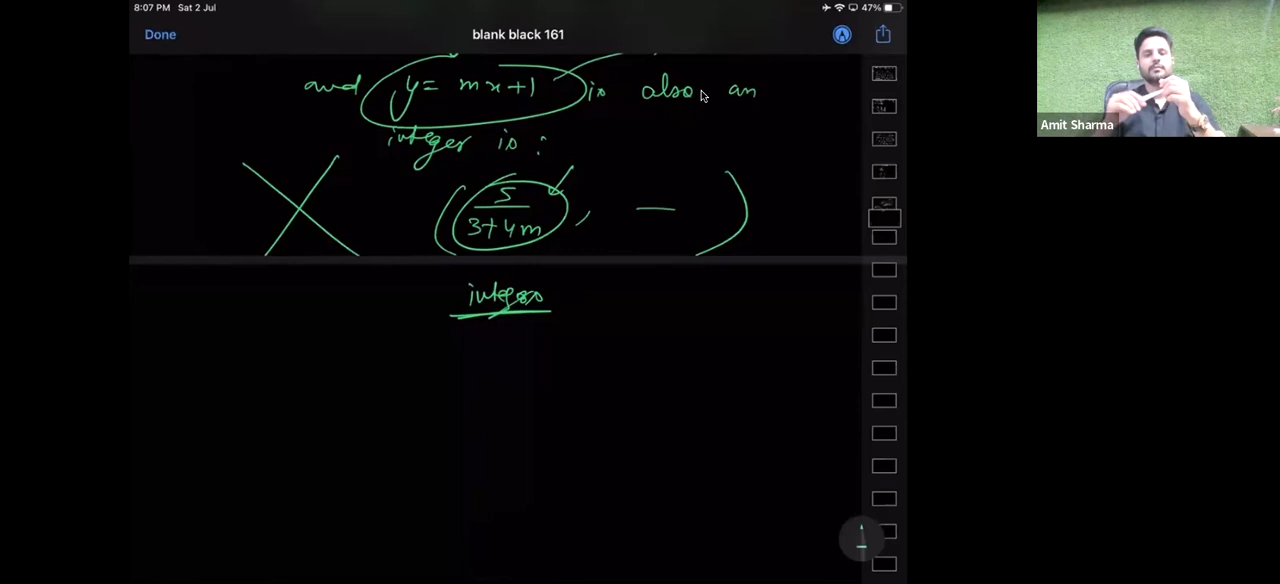 8:07 PM Sat 2 Jul
47%
Done
blank black 161
and y = mx+1 is also an
integer is :
( 5/(3+4m) , — )
integers
Amit Sharma